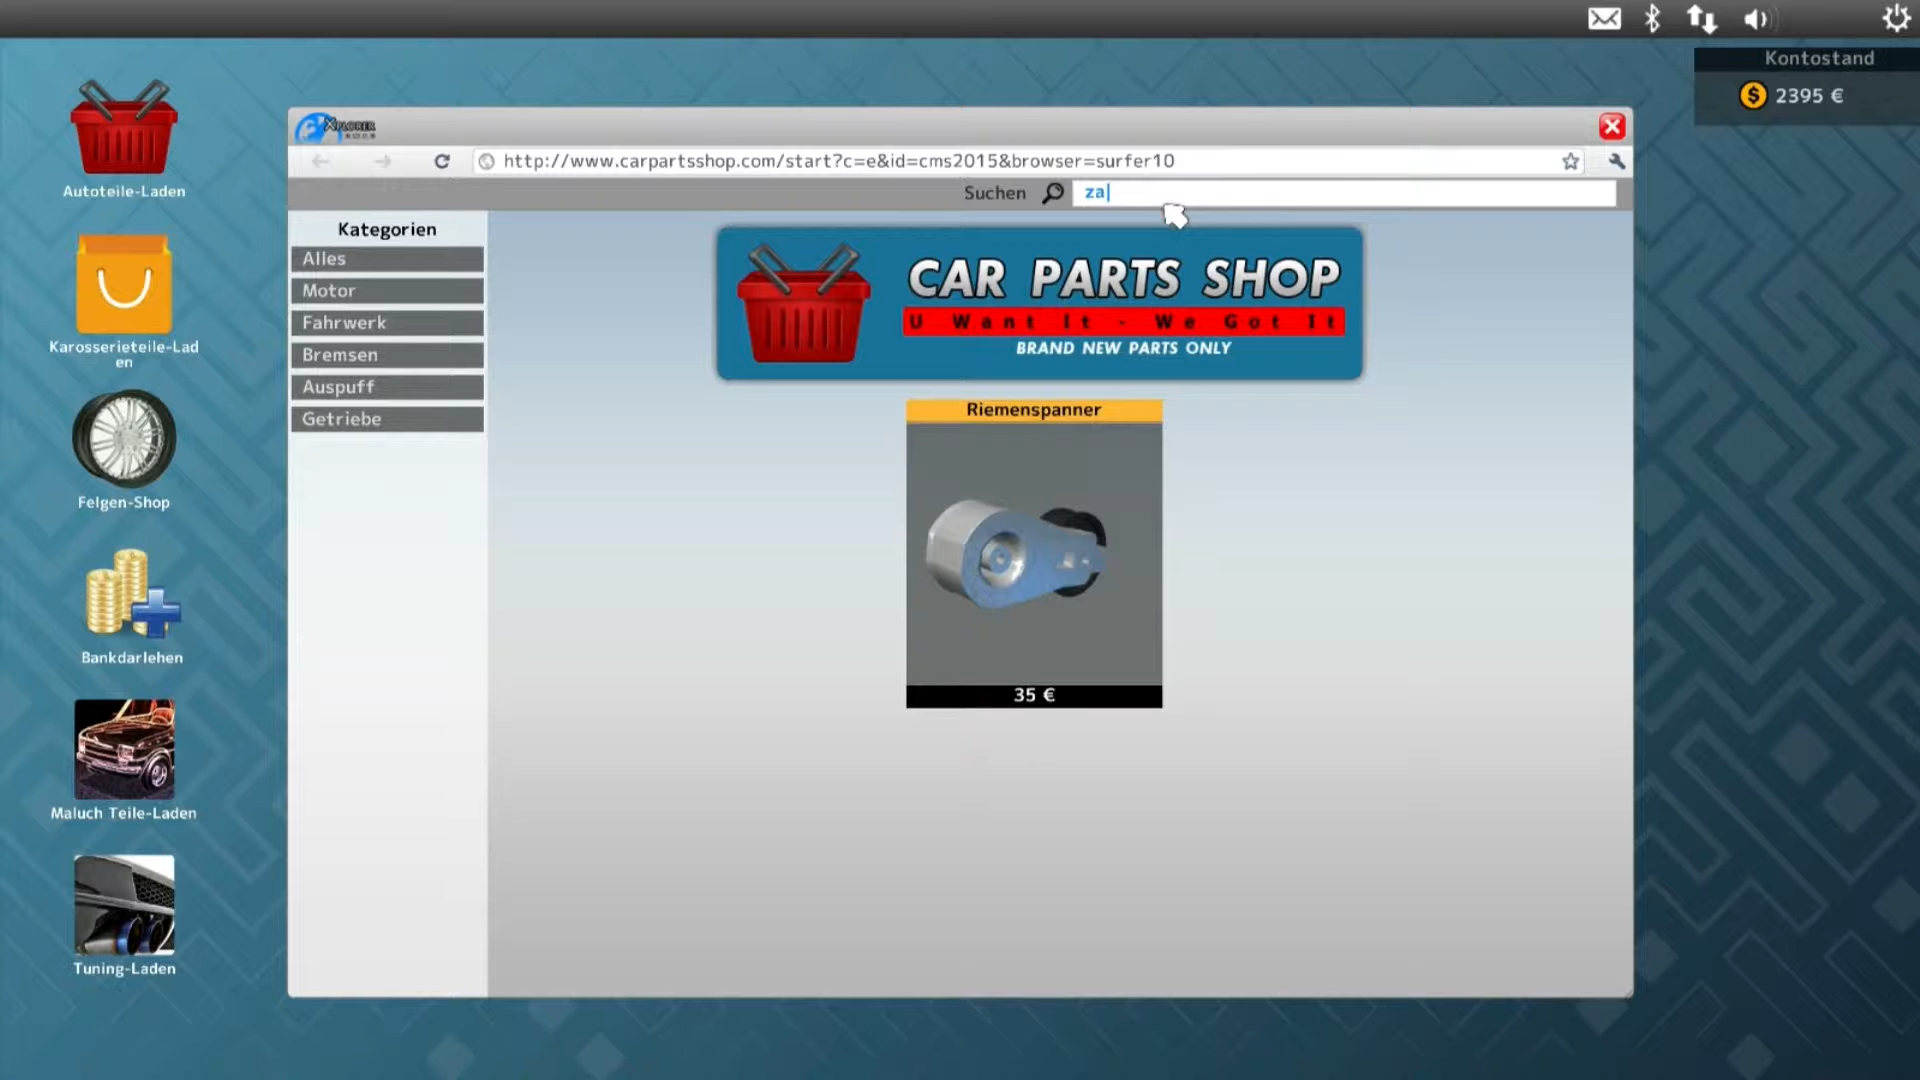 Kontostand
2395 €
Autoteile-Laden
Karosserieteile-Lad
en
Felgen-Shop
Bankdarlehen
Maluch Teile-Laden
Tuning-Laden
XPLORER
http://www.carpartsshop.com/start?c=e&id=cms2015&browser=surfer10
Suchen
za
Kategorien
Alles
Motor
Fahrwerk
Bremsen
Auspuff
Getriebe
CAR PARTS SHOP
U Want It - We Got It
BRAND NEW PARTS ONLY
Riemenspanner
35 €